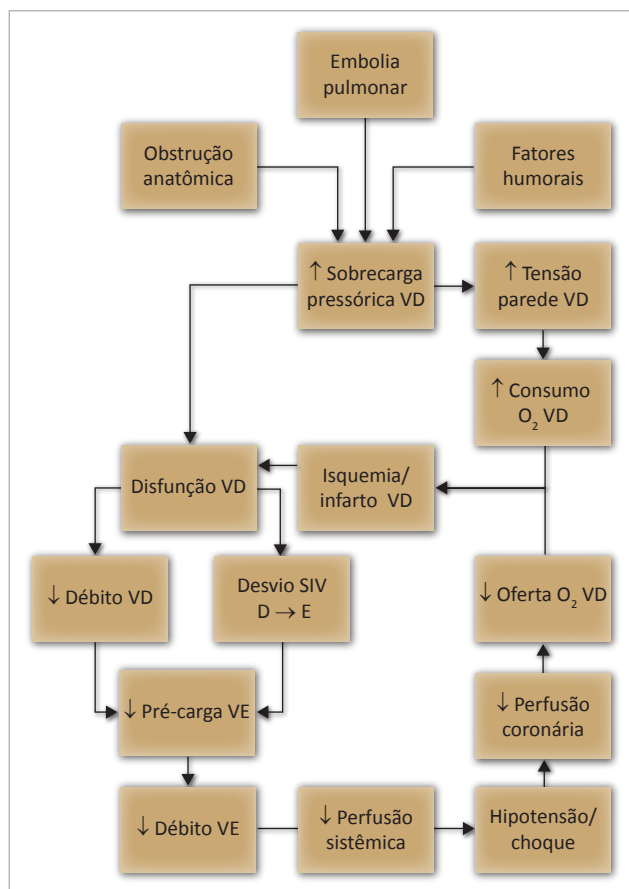 Embolia
pulmonar
Obstrução
anatômica
Fatores
humorais
↑ Sobrecarga
pressórica VD
↑ Tensão
parede VD
↑ Consumo
O₂ VD
Disfunção VD
Isquemia/
infarto VD
↓ Débito VD
Desvio SIV
D → E
↓ Oferta O₂ VD
↓ Pré-carga VE
↓ Perfusão
coronária
↓ Débito VE
↓ Perfusão
sistêmica
Hipotensão/
choque